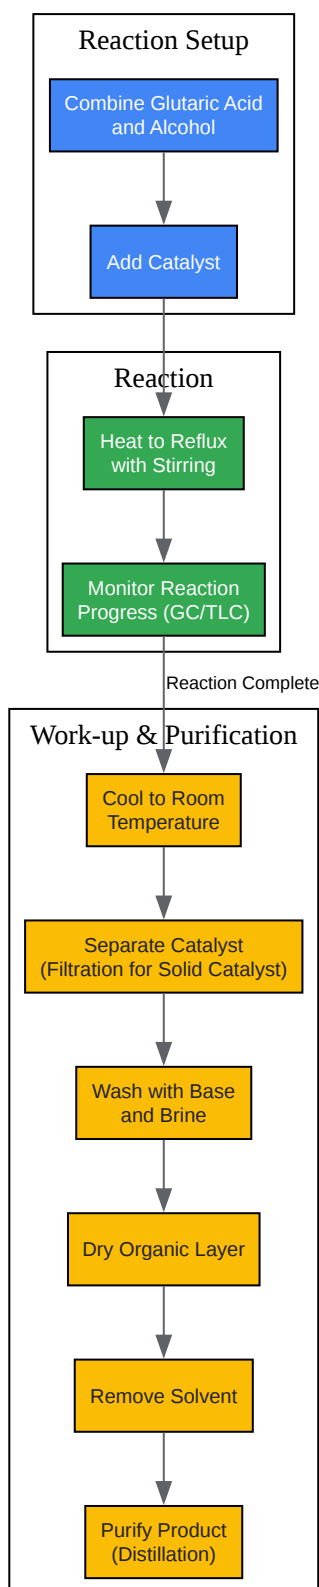 Reaction Setup
Combine Glutaric Acid
and Alcohol
Add Catalyst
Reaction
Heat to Reflux
with Stirring
Monitor Reaction
Progress (GC/TLC)
Reaction Complete
Work-up & Purification
Cool to Room
Temperature
Separate Catalyst
(Filtration for Solid Catalyst)
Wash with Base
and Brine
Dry Organic Layer
Remove Solvent
Purify Product
(Distillation)